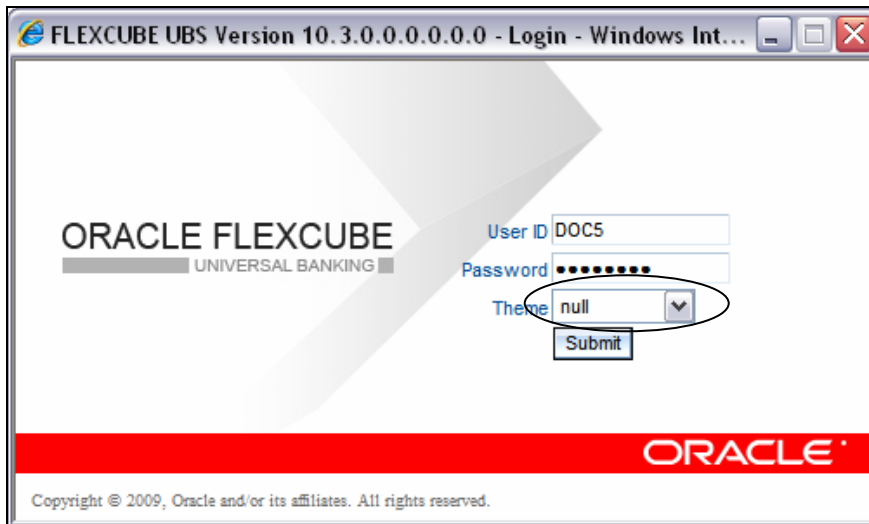 FLEXCUBE UBS Version 10.3.0.0.0.0.0.0 - Login - Windows Int...
ORACLE FLEXCUBE
UNIVERSAL BANKING
User ID DOC5
Password ●●●●●●●●
Theme null
Submit
ORACLE
Copyright © 2009, Oracle and/or its affiliates. All rights reserved.